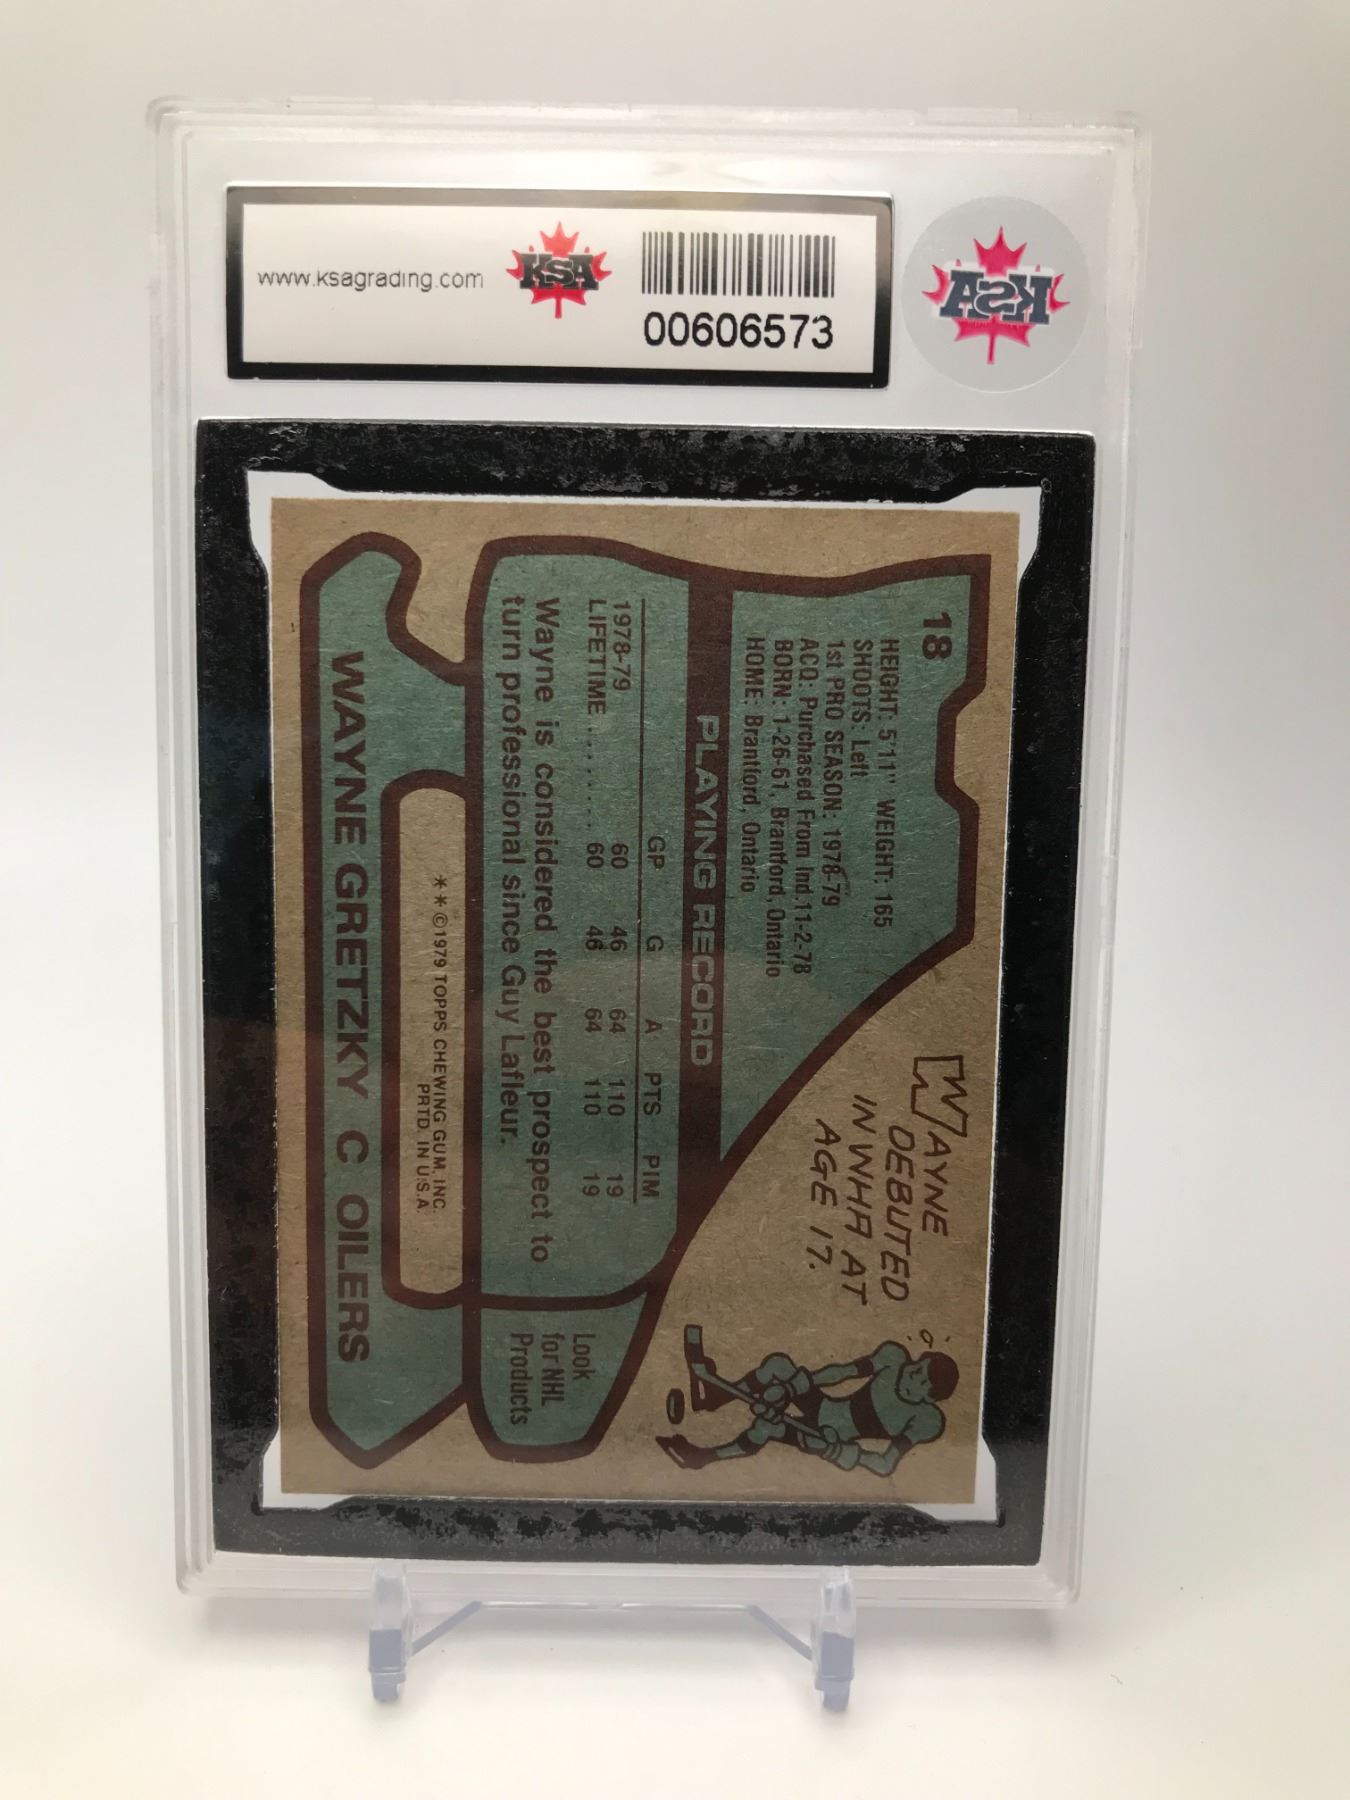 www.ksagrading.com
KSA
00606573
KSA
18
HEIGHT: 5'11" WEIGHT: 165
SHOOTS: Left
1st PRO SEASON: 1978-79
ACQ: Purchased From Ind. 11-2-78
BORN: 1-26-61, Brantford, Ontario
HOME: Brantford, Ontario
WAYNE
DEBUTED
IN WHA AT
AGE 17.
PLAYING RECORD
GP G A PTS PIM
1978-79 60 46 64 110 19
LIFETIME .......... 60 46 64 110 19
Wayne is considered the best prospect to
turn professional since Guy Lafleur.
Look
for NHL
Products
* * ©1979 TOPPS CHEWING GUM, INC.
PRTD. IN U.S.A.
WAYNE GRETZKY C OILERS